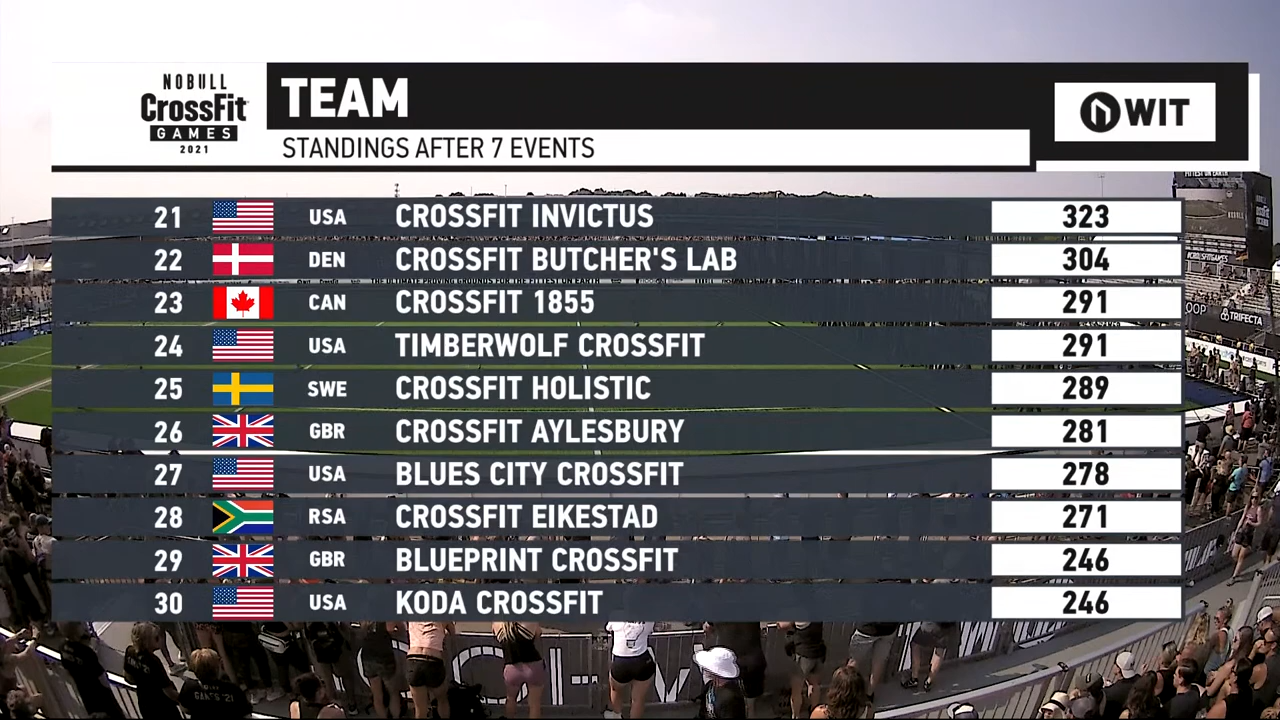 NOBULL
CrossFit
GAMES
2021
TEAM
STANDINGS AFTER 7 EVENTS
WIT
21 USA CROSSFIT INVICTUS 323
22 DEN CROSSFIT BUTCHER'S LAB 304
23 CAN CROSSFIT 1855 291
24 USA TIMBERWOLF CROSSFIT 291
25 SWE CROSSFIT HOLISTIC 289
26 GBR CROSSFIT AYLESBURY 281
27 USA BLUES CITY CROSSFIT 278
28 RSA CROSSFIT EIKESTAD 271
29 GBR BLUEPRINT CROSSFIT 246
30 USA KODA CROSSFIT 246
TRIFECTA